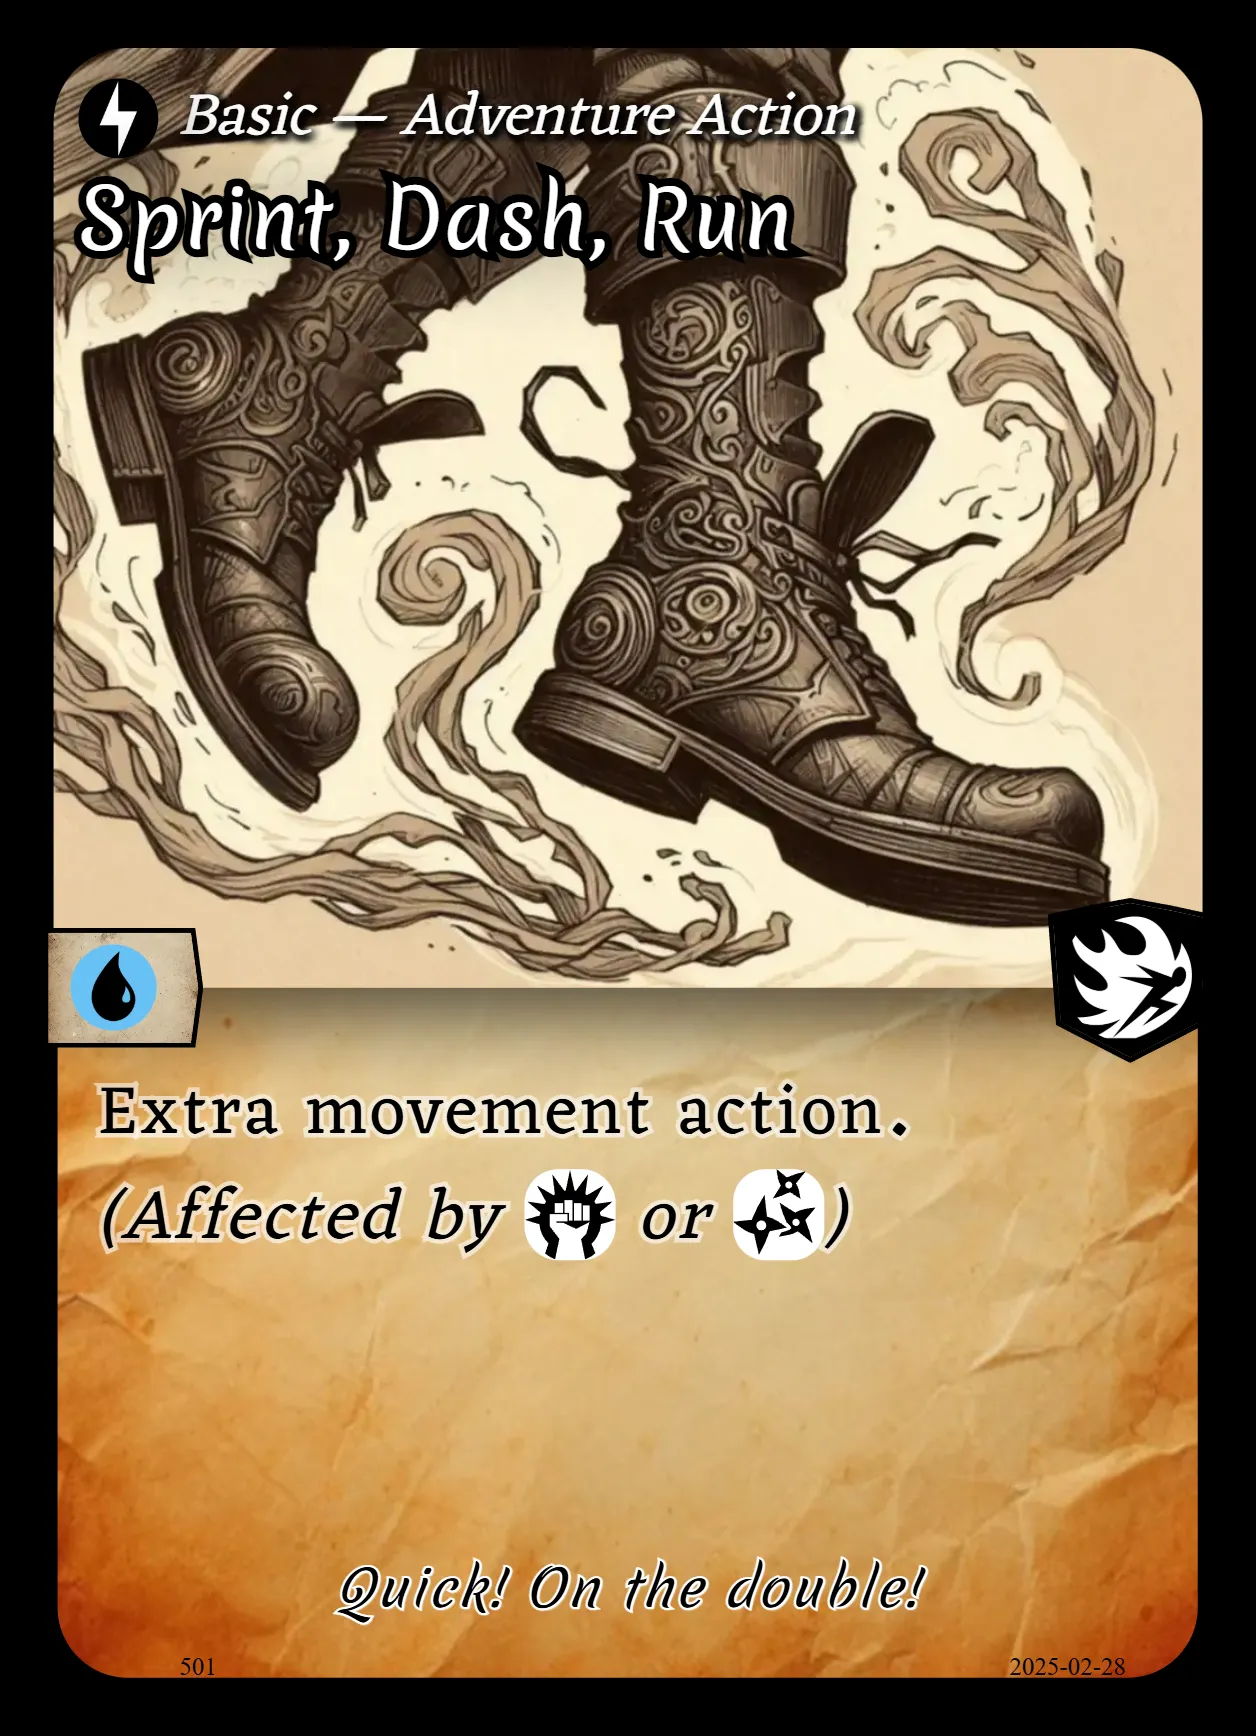 Basic — Adventure Action
Sprint, Dash, Run
Extra movement action.
(Affected by or )
Quick! On the double!
501
2025-02-28